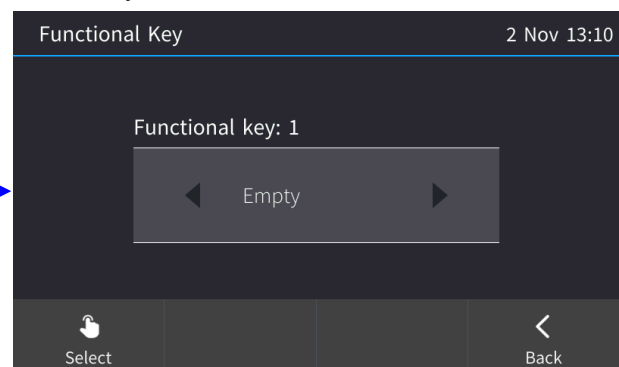 Functional Key 2 Nov 13:10
Functional key: 1
Empty
Select Back